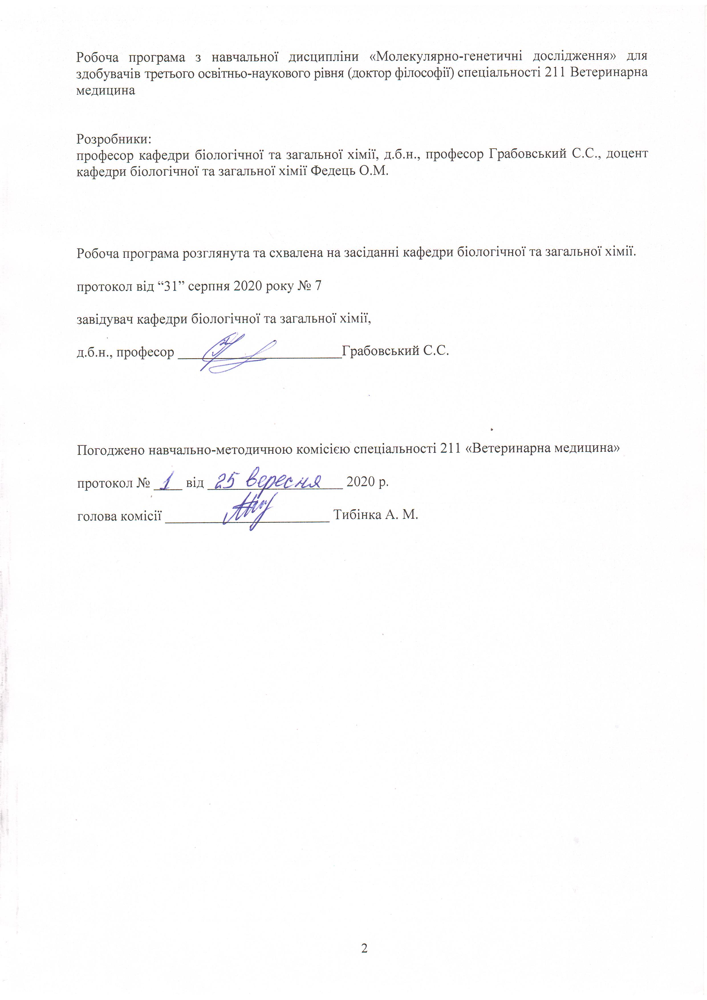 Робоча програма з навчальної дисципліни «Молекулярно-генетичні дослідження» для
здобувачів третього освітньо-наукового рівня (доктор філософії) спеціальності 211 Ветеринарна
медицина
Розробники:
професор кафедри біологічної та загальної хімії, д.б.н., професор Грабовський С.С., доцент
кафедри біологічної та загальної хімії Федець О.М.
Робоча програма розглянута та схвалена на засіданні кафедри біологічної та загальної хімії.
протокол від “31” серпня 2020 року № 7
завідувач кафедри біологічної та загальної хімії,
д.б.н., професор Грабовський С.С.
Погоджено навчально-методичною комісією спеціальності 211 «Ветеринарна медицина»
протокол № 1 від 25 вересня 2020 р.
голова комісії Тибінка А. М.
2